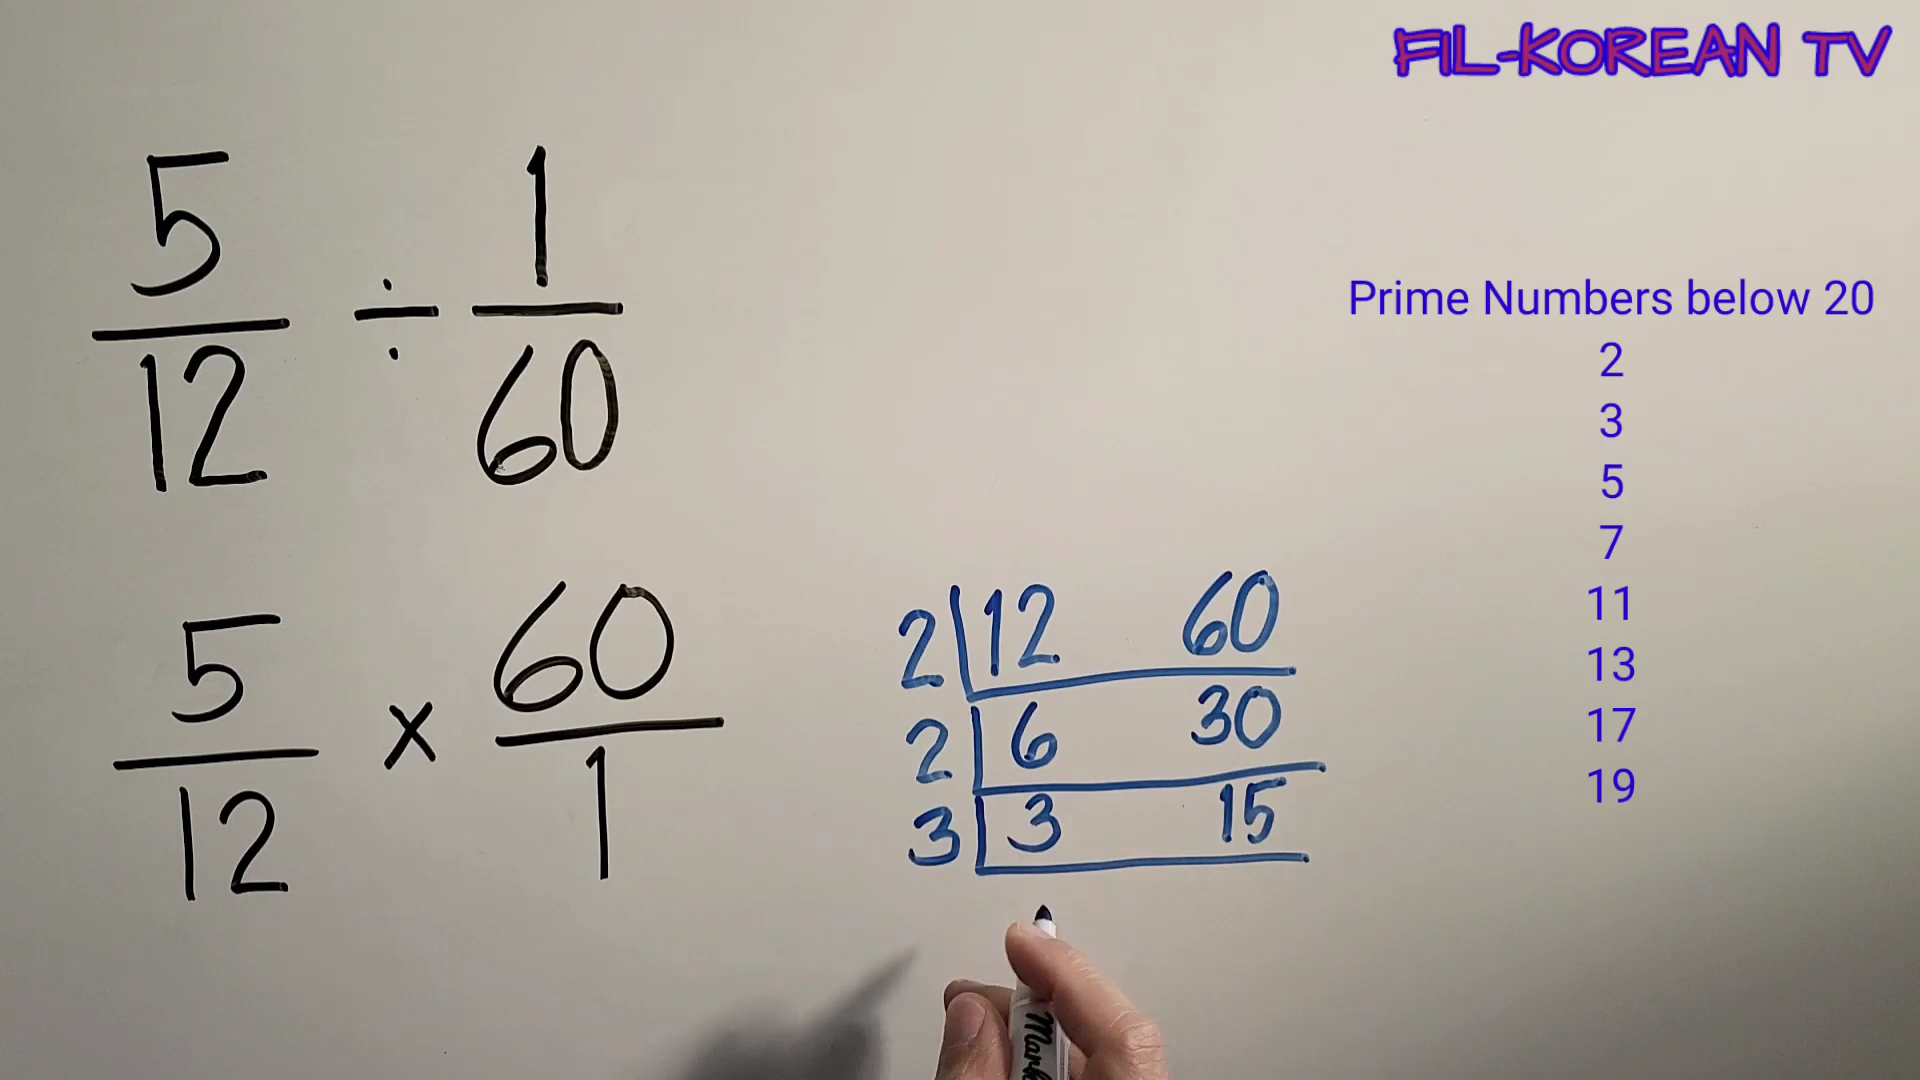 FIL-KOREAN TV
5/12 ÷ 1/60
5/12 x 60/1
2 12 60
2 6 30
3 3 15
Prime Numbers below 20
2
3
5
7
11
13
17
19